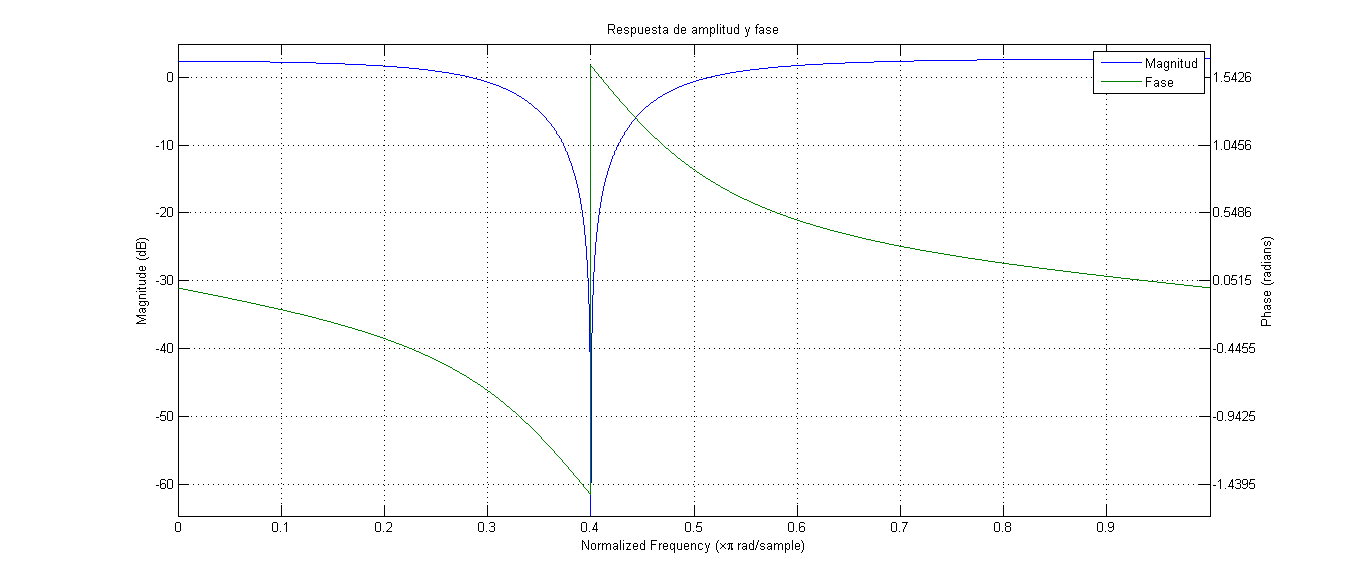 Respuesta de amplitud y fase
Magnitud
Fase
Magnitude (dB)
0
-10
-20
-30
-40
-50
-60
1.5426
1.0456
0.5486
0.0515
-0.4455
-0.9425
-1.4395
Phase (radians)
0 0.1 0.2 0.3 0.4 0.5 0.6 0.7 0.8 0.9
Normalized Frequency (×π rad/sample)